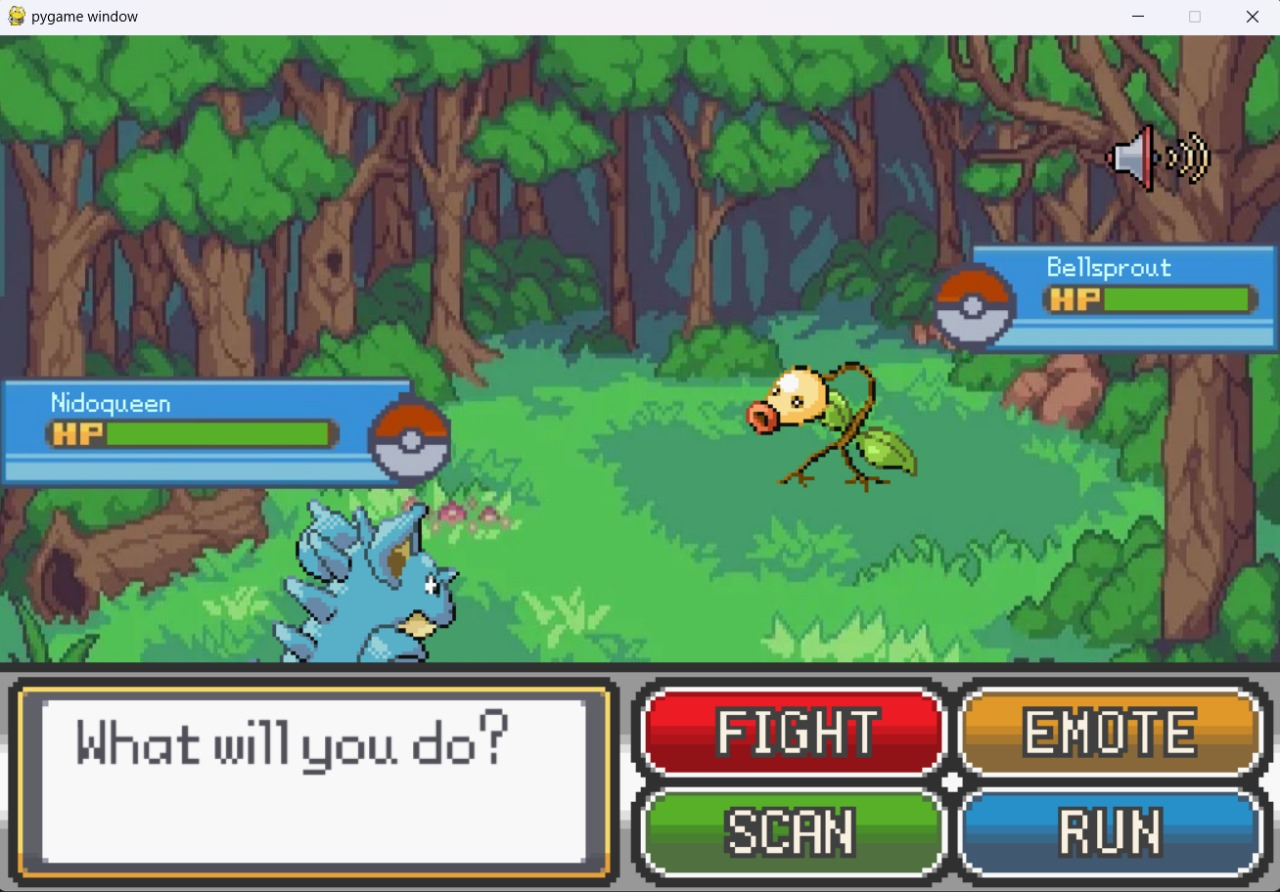 pygame window
Bellsprout
HP
Nidoqueen
HP
What will you do?
FIGHT
EMOTE
SCAN
RUN